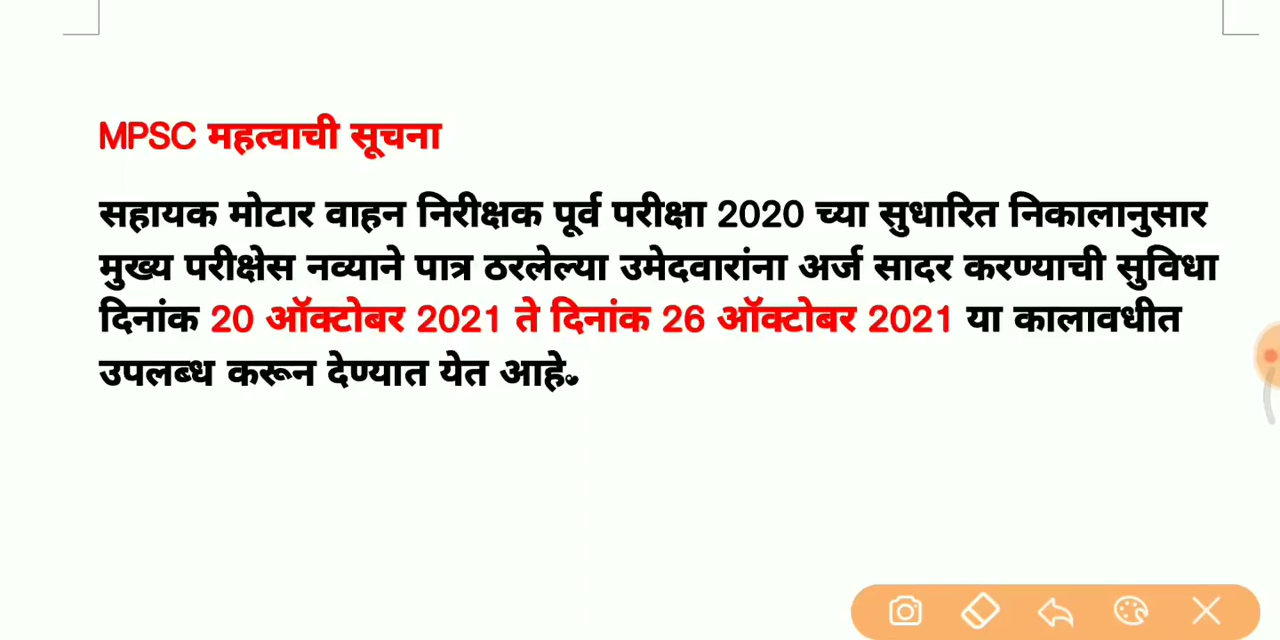 MPSC महत्वाची सूचना
सहायक मोटार वाहन निरीक्षक पूर्व परीक्षा 2020 च्या सुधारित निकालानुसार
मुख्य परीक्षेस नव्याने पात्र ठरलेल्या उमेदवारांना अर्ज सादर करण्याची सुविधा
दिनांक 20 ऑक्टोबर 2021 ते दिनांक 26 ऑक्टोबर 2021 या कालावधीत
उपलब्ध करून देण्यात येत आहे.